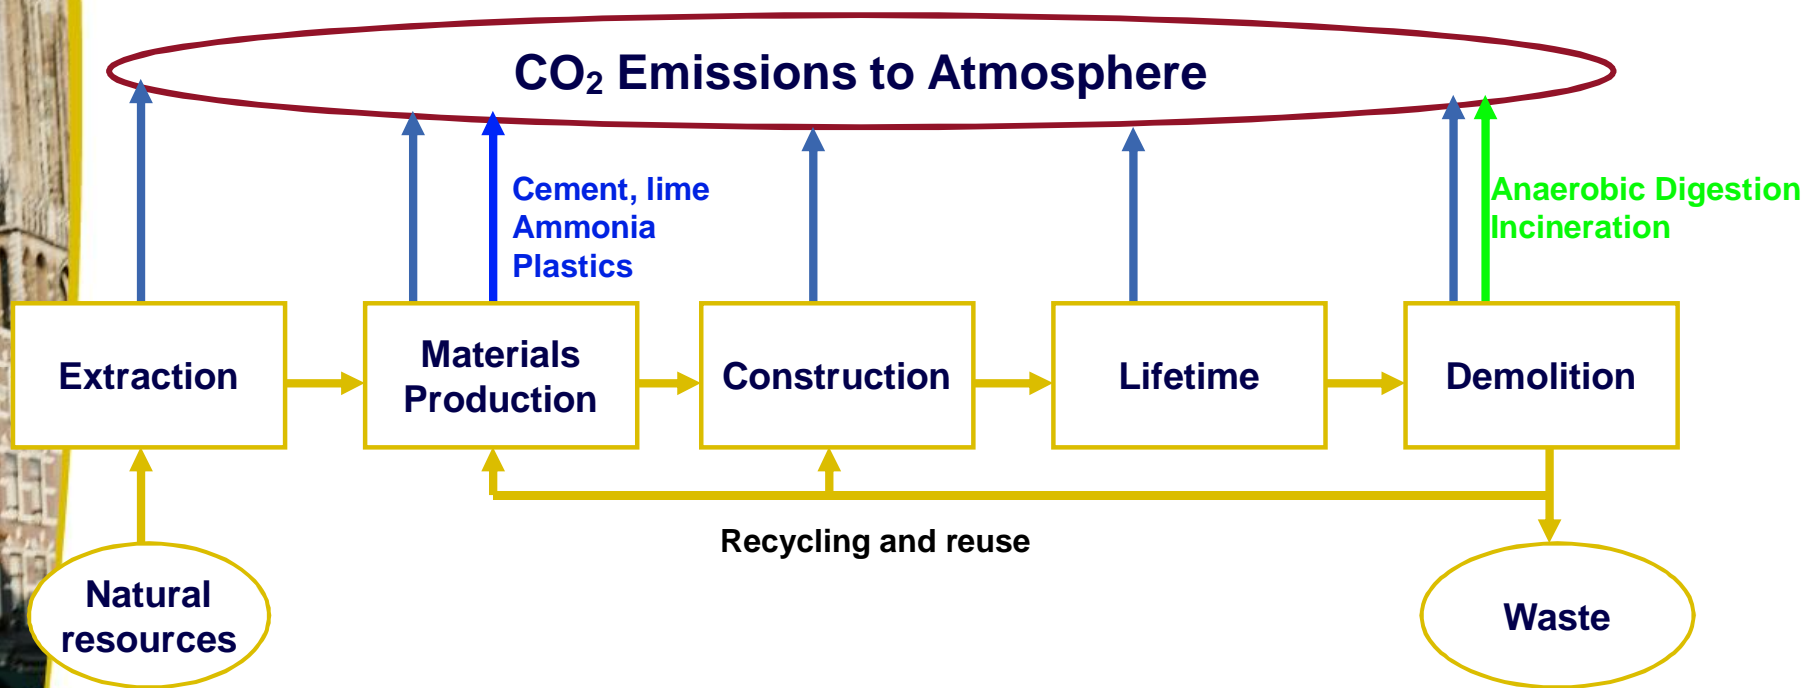 CO₂ Emissions to Atmosphere
Cement, lime
Ammonia
Plastics
Anaerobic Digestion
Incineration
Extraction
Materials
Production
Construction
Lifetime
Demolition
Recycling and reuse
Natural
resources
Waste